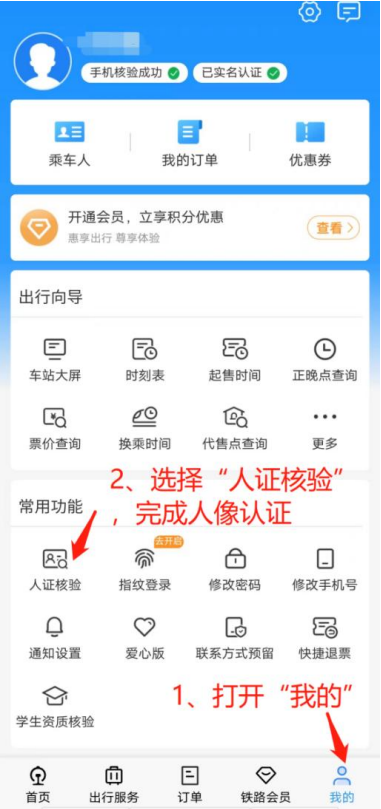 手机核验成功 已实名认证
乘车人 我的订单 优惠券
开通会员，立享积分优惠
惠享出行 尊享体验
查看
出行向导
车站大屏 时刻表 起售时间 正晚点查询
票价查询 换乘时间 代售点查询 更多
2、选择“人证核验”
，完成人像认证
常用功能
去开启
人证核验 指纹登录 修改密码 修改手机号
通知设置 爱心版 联系方式预留 快捷退票
1、打开“我的”
学生资质核验
首页 出行服务 订单 铁路会员 我的